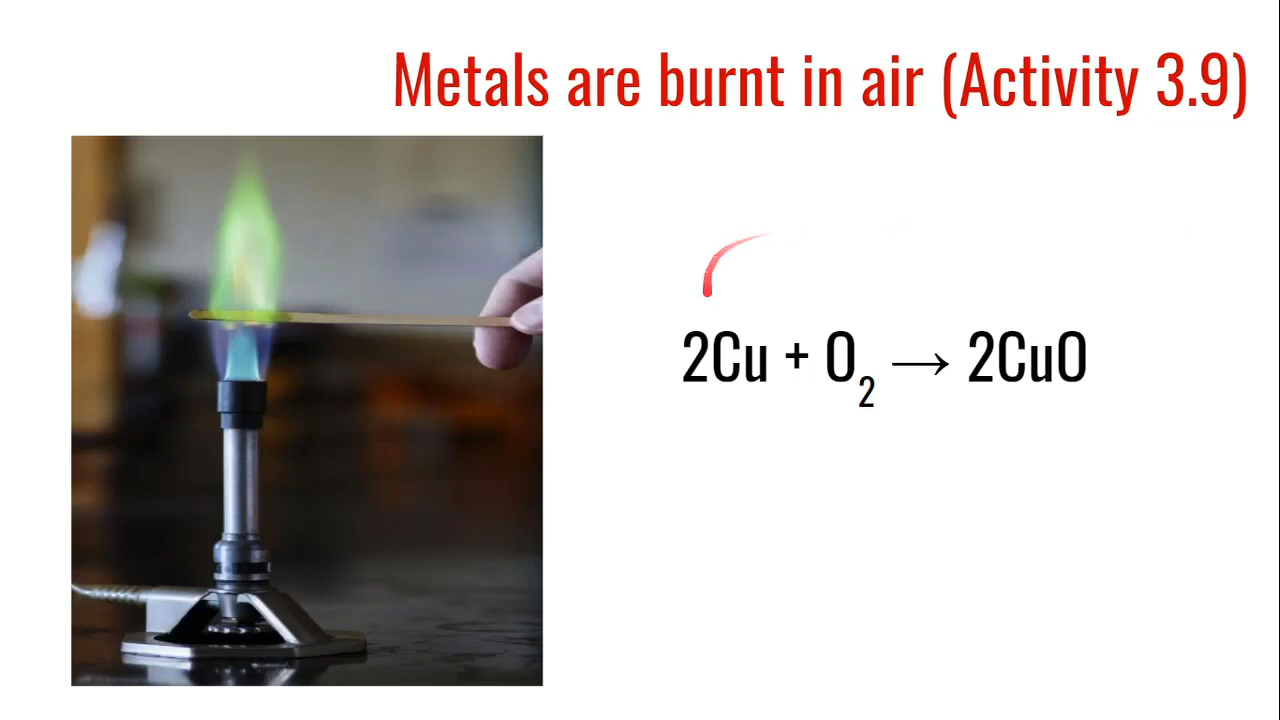 Metals are burnt in air (Activity 3.9)
2Cu + O₂ → 2CuO